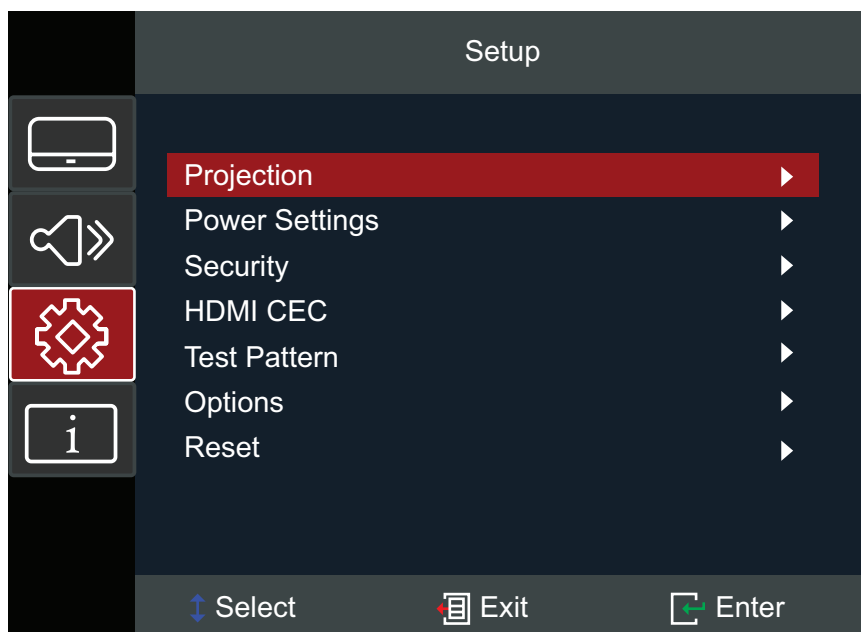 Setup
Projection
Power Settings
Security
HDMI CEC
Test Pattern
Options
i
Reset
Select Exit Enter